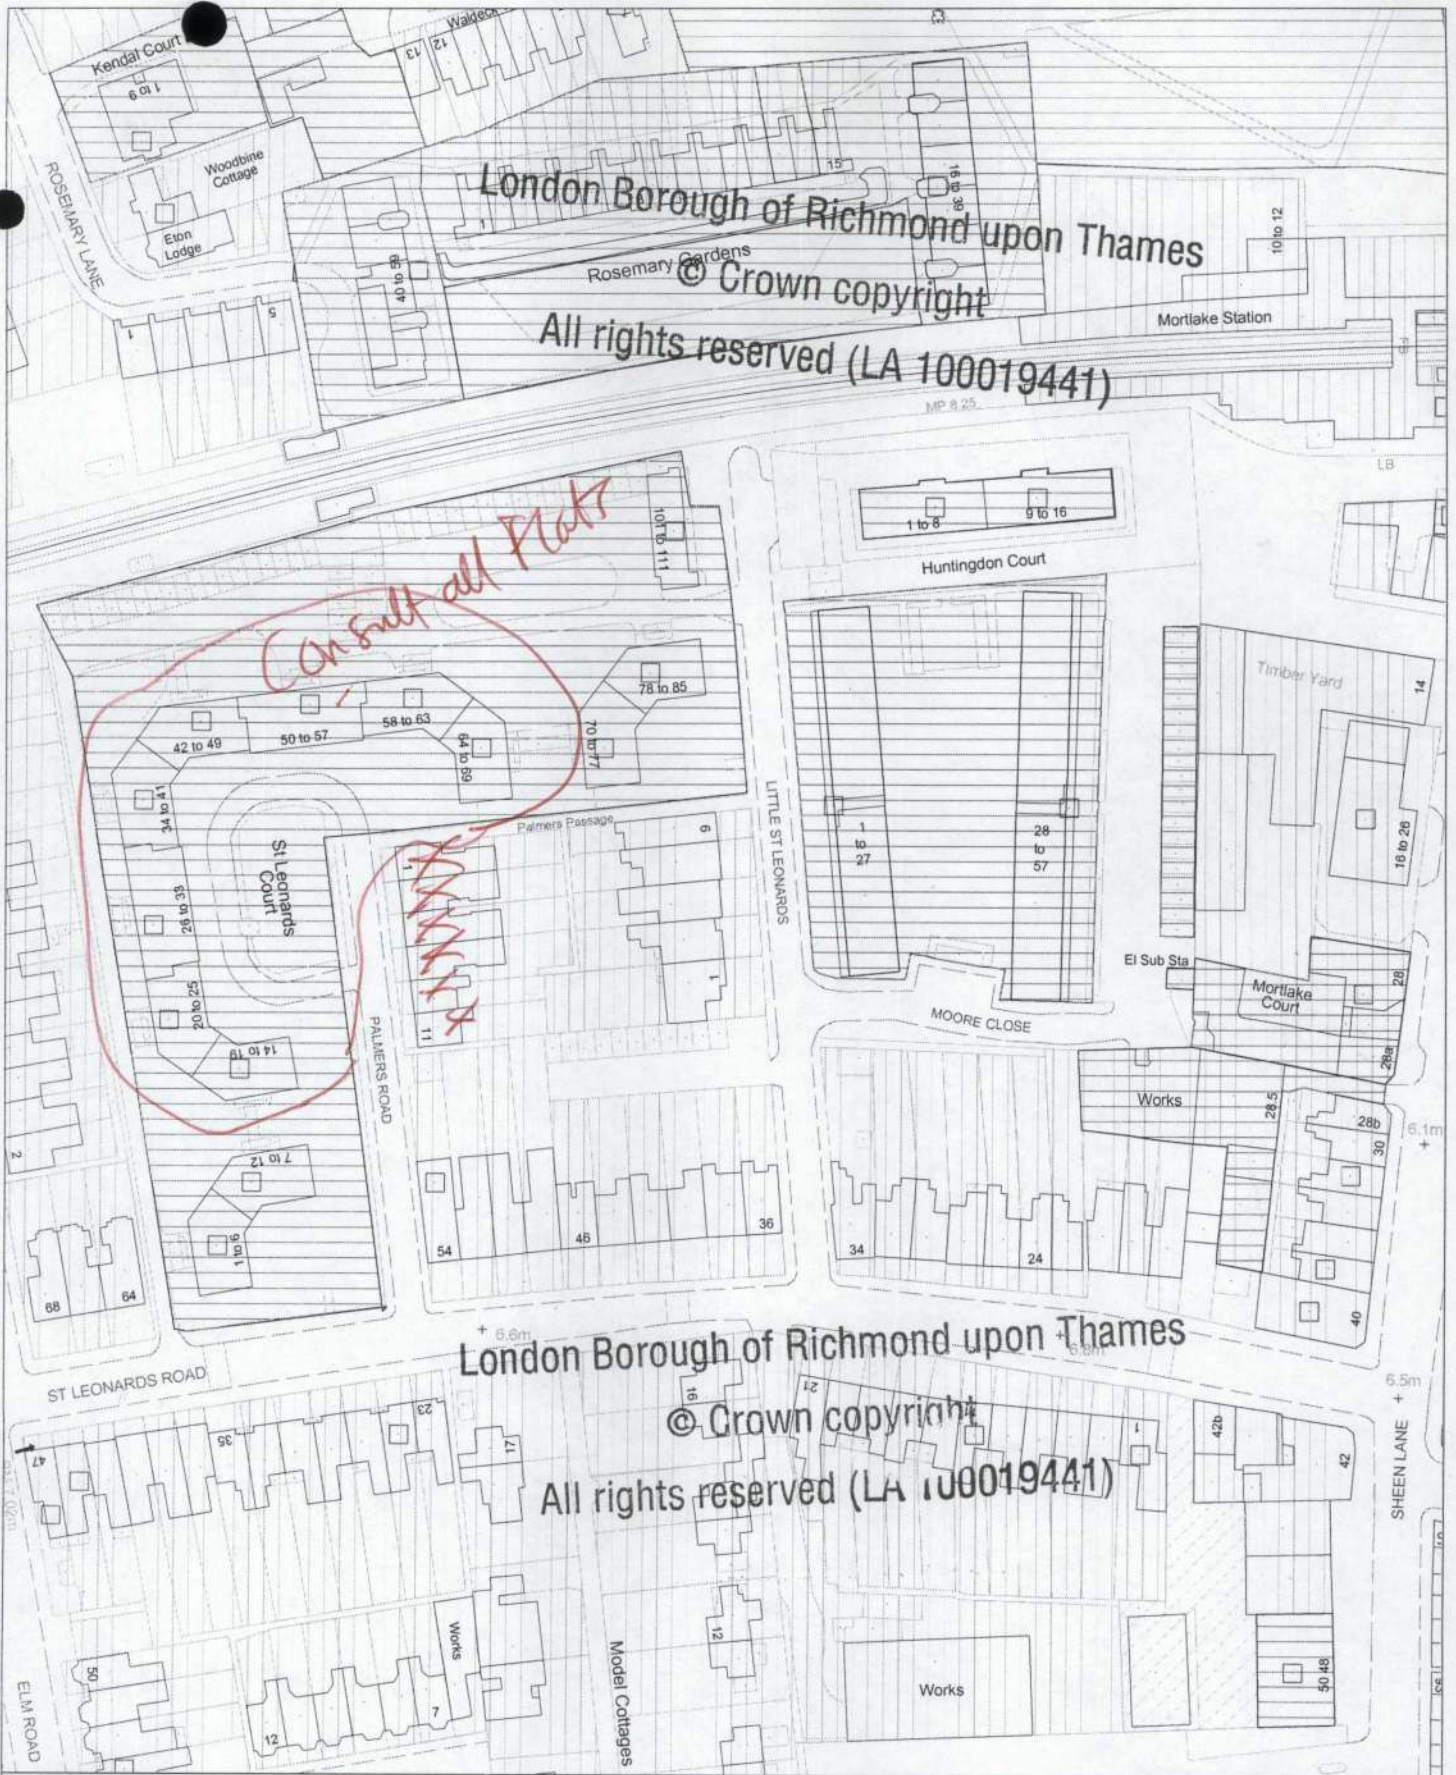 Waldeck
Kendal Court
1 to 9
13
12
Woodbine
Cottage
Eton
Lodge
ROSEMARY LANE
1
5
40 to 59
1
15
16 to 39
10 to 12
London Borough of Richmond upon Thames
Rosemary Gardens
© Crown copyright
All rights reserved (LA 100019441)
Mortlake Station
FB
MP 8.25
LB
Consult all Flats
101 to 111
1 to 8
9 to 16
Huntingdon Court
Timber Yard
14
78 to 85
70 to 77
42 to 49
50 to 57
58 to 63
64 to 69
34 to 41
26 to 33
20 to 25
14 to 19
St Leonards
Court
Palmers Passage
1
11
6
1
LITTLE ST LEONARDS
1
to
27
28
to
57
16 to 26
El Sub Sta
Mortlake
Court
28
28a
MOORE CLOSE
PALMERS ROAD
Works
28.5
28b
30
6.1m
2
7 to 12
1 to 6
68
64
54
46
36
34
24
40
6.6m
6.8m
London Borough of Richmond upon Thames
ST LEONARDS ROAD
6.5m
47
35
23
17
16
21
1
42b
42
SHEEN LANE
© Crown copyright
All rights reserved (LA 100019441)
50
12
7
Works
Model Cottages
12
Works
50 48
ELM ROAD